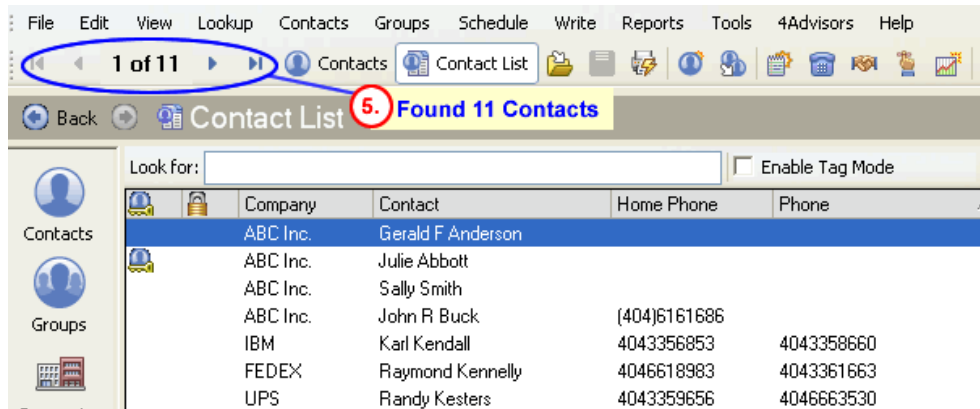 File Edit View Lookup Contacts Groups Schedule Write Reports Tools 4Advisors Help
1 of 11 Contacts Contact List
5. Found 11 Contacts
Back Contact List
Look for: Enable Tag Mode
Company Contact Home Phone Phone
Contacts
ABC Inc. Gerald F Anderson
ABC Inc. Julie Abbott
ABC Inc. Sally Smith
Groups
ABC Inc. John R Buck (404)6161686
IBM Karl Kendall 4043356853 4043358660
FEDEX Raymond Kennelly 4046618983 4043361663
UPS Randy Kesters 4043359656 4046663530